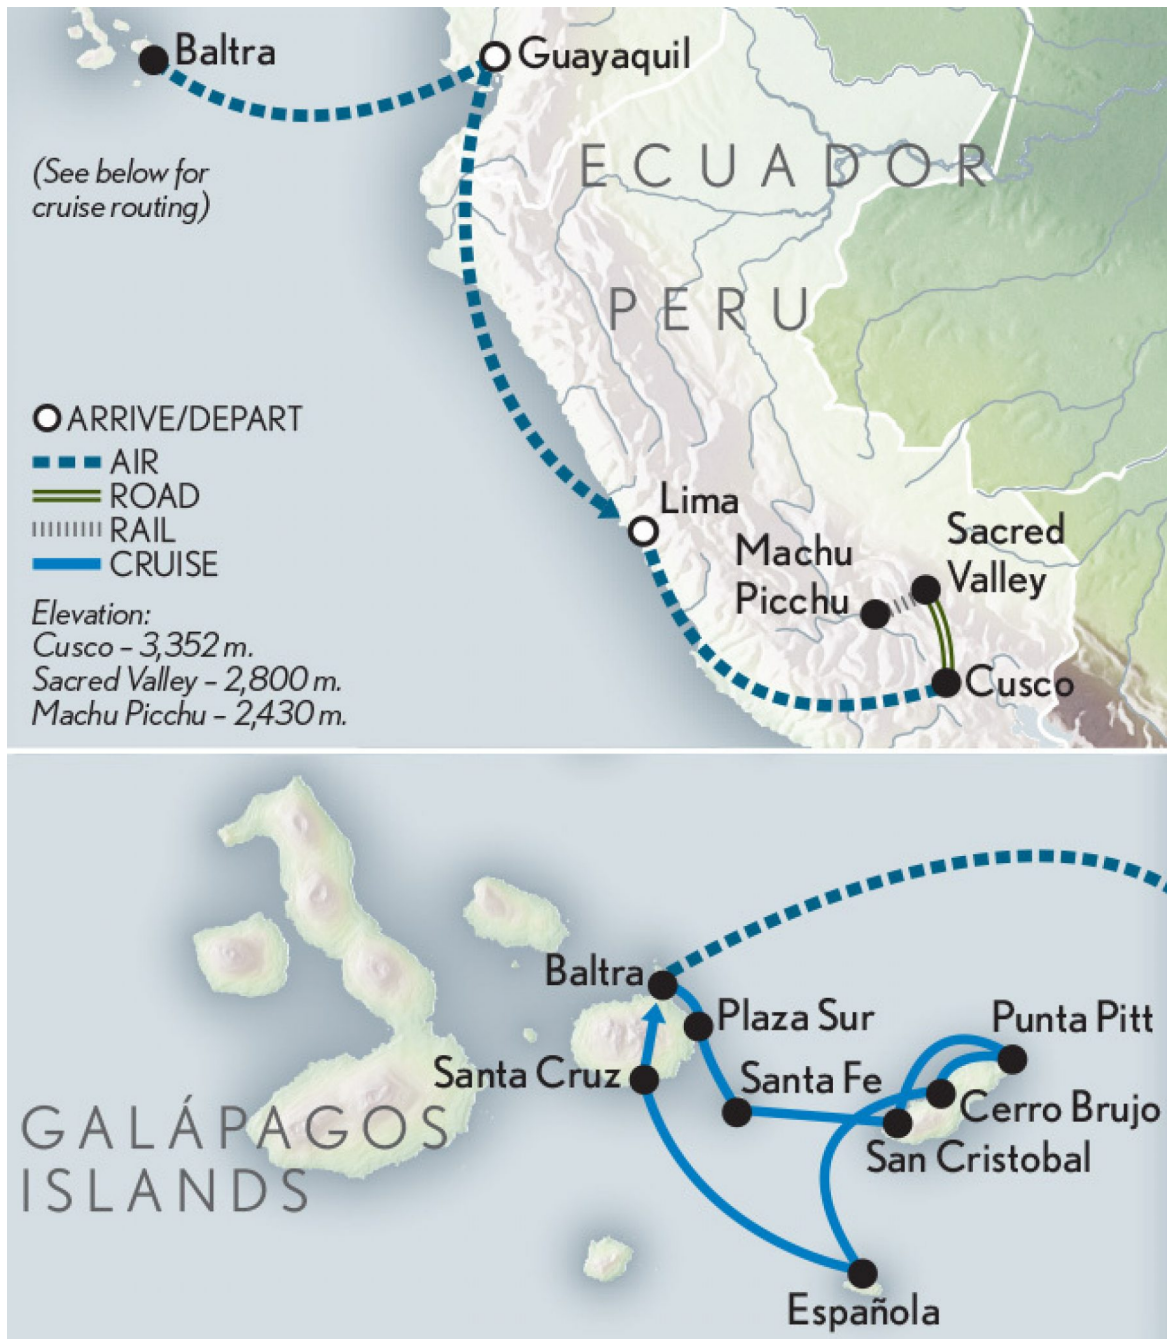 Baltra
Guayaquil
(See below for
cruise routing)
ECUADOR
PERU
ARRIVE/DEPART
AIR
ROAD
RAIL
CRUISE
Elevation:
Cusco – 3,352 m.
Sacred Valley – 2,800 m.
Machu Picchu – 2,430 m.
Lima
Machu
Picchu
Sacred
Valley
Cusco
Baltra
Plaza Sur
Punta Pitt
Santa Cruz
Santa Fe
Cerro Brujo
San Cristobal
GALÁPAGOS
ISLANDS
Española